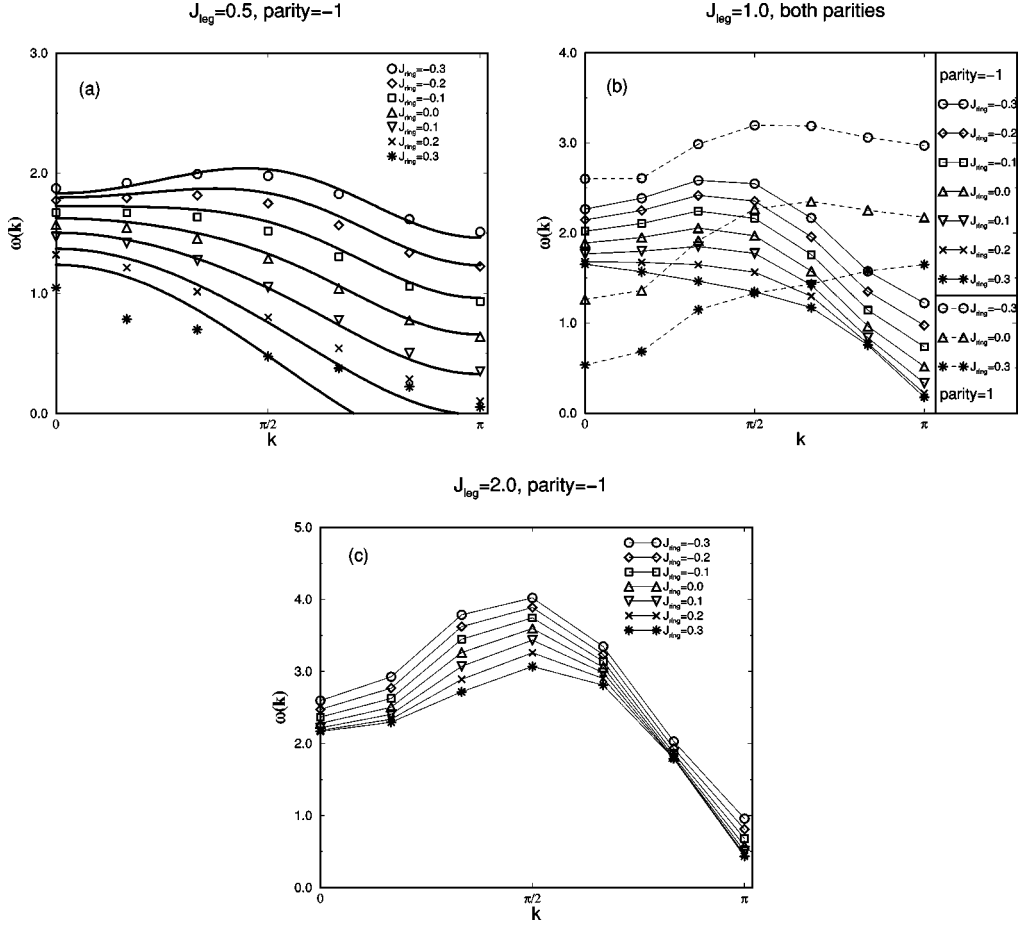 J_leg=0.5, parity=−1
(a)
J_ring=−0.3
J_ring=−0.2
J_ring=−0.1
J_ring=0.0
J_ring=0.1
J_ring=0.2
J_ring=0.3
3.0
2.0
1.0
0.0
ω(k)
0
π/2
π
k
J_leg=1.0, both parities
(b)
4.0
3.0
2.0
1.0
0.0
ω(k)
0
π/2
π
k
parity=−1
J_ring=−0.3
J_ring=−0.2
J_ring=−0.1
J_ring=0.0
J_ring=0.1
J_ring=0.2
J_ring=0.3
J_ring=−0.3
J_ring=0.0
J_ring=0.3
parity=1
J_leg=2.0, parity=−1
(c)
J_ring=−0.3
J_ring=−0.2
J_ring=−0.1
J_ring=0.0
J_ring=0.1
J_ring=0.2
J_ring=0.3
5.0
4.0
3.0
2.0
1.0
0.0
ω(k)
0
π/2
π
k